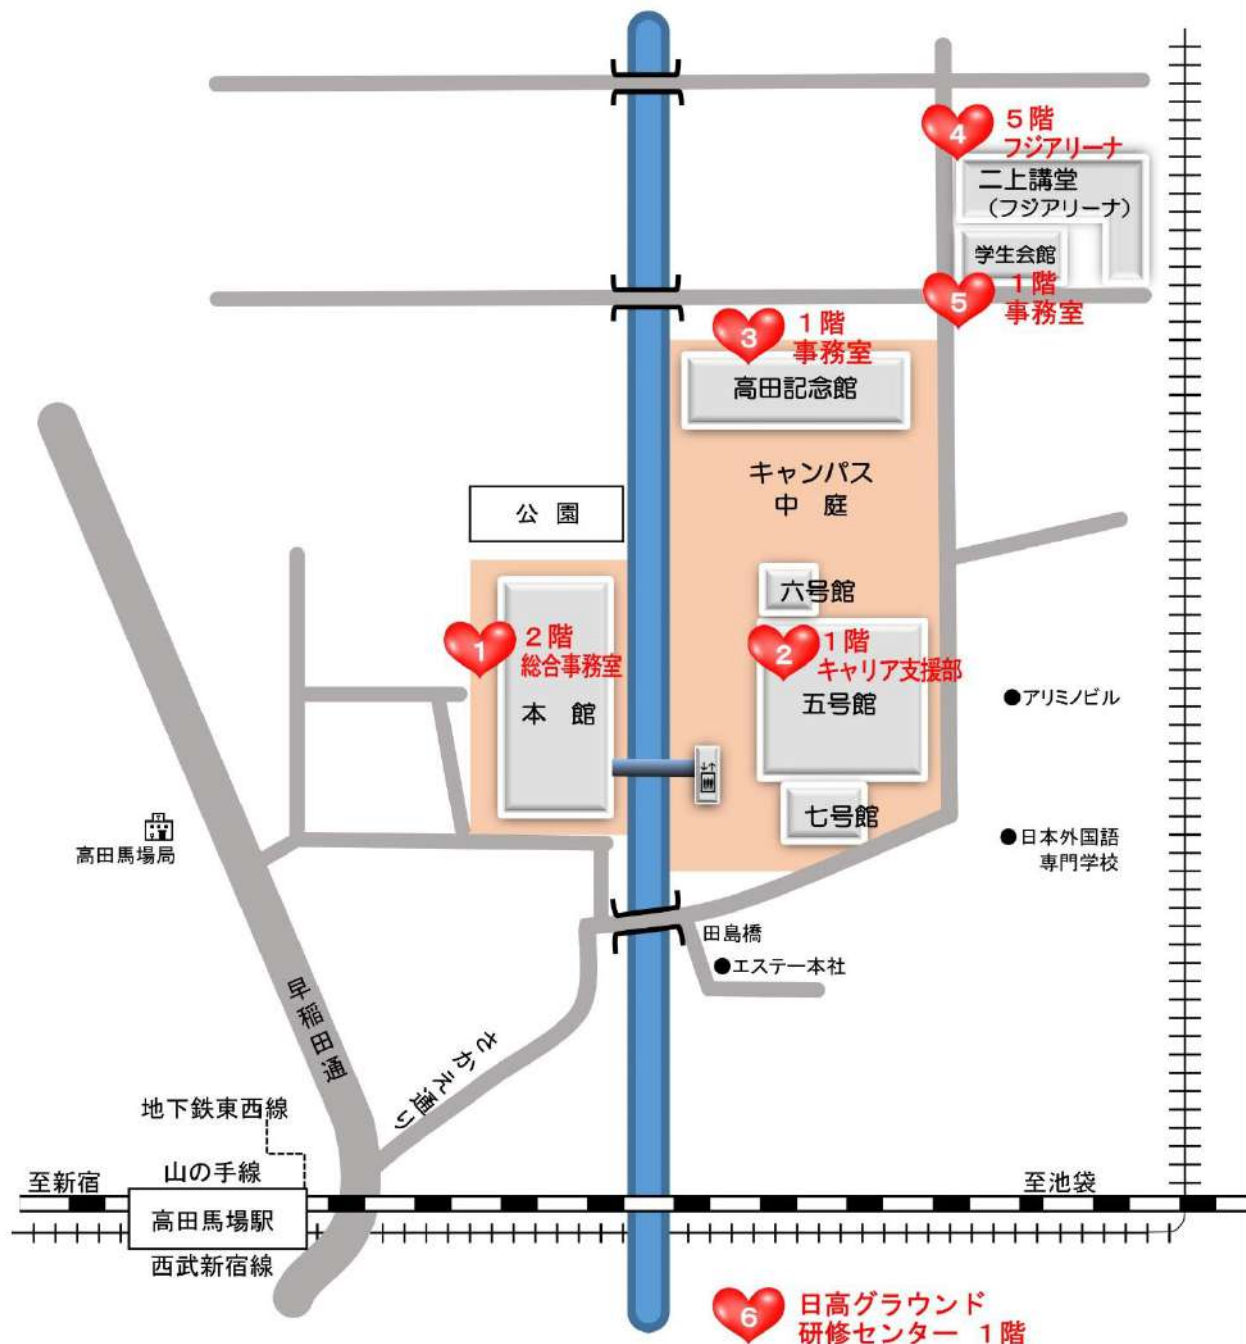 4
5階
フジアリーナ
二上講堂
(フジアリーナ)
学生会館
5
1階
事務室
3
1階
事務室
高田記念館
キャンパス
中 庭
公 園
六号館
1
2階
総合事務室
本 館
2
1階
キャリア支援部
五号館
七号館
●アリミノビル
●日本外国語
専門学校
高田馬場局
田島橋
●エステー本社
早稲田通
さかえ通り
地下鉄東西線
山の手線
至新宿
至池袋
高田馬場駅
西武新宿線
6
日高グラウンド
研修センター 1階